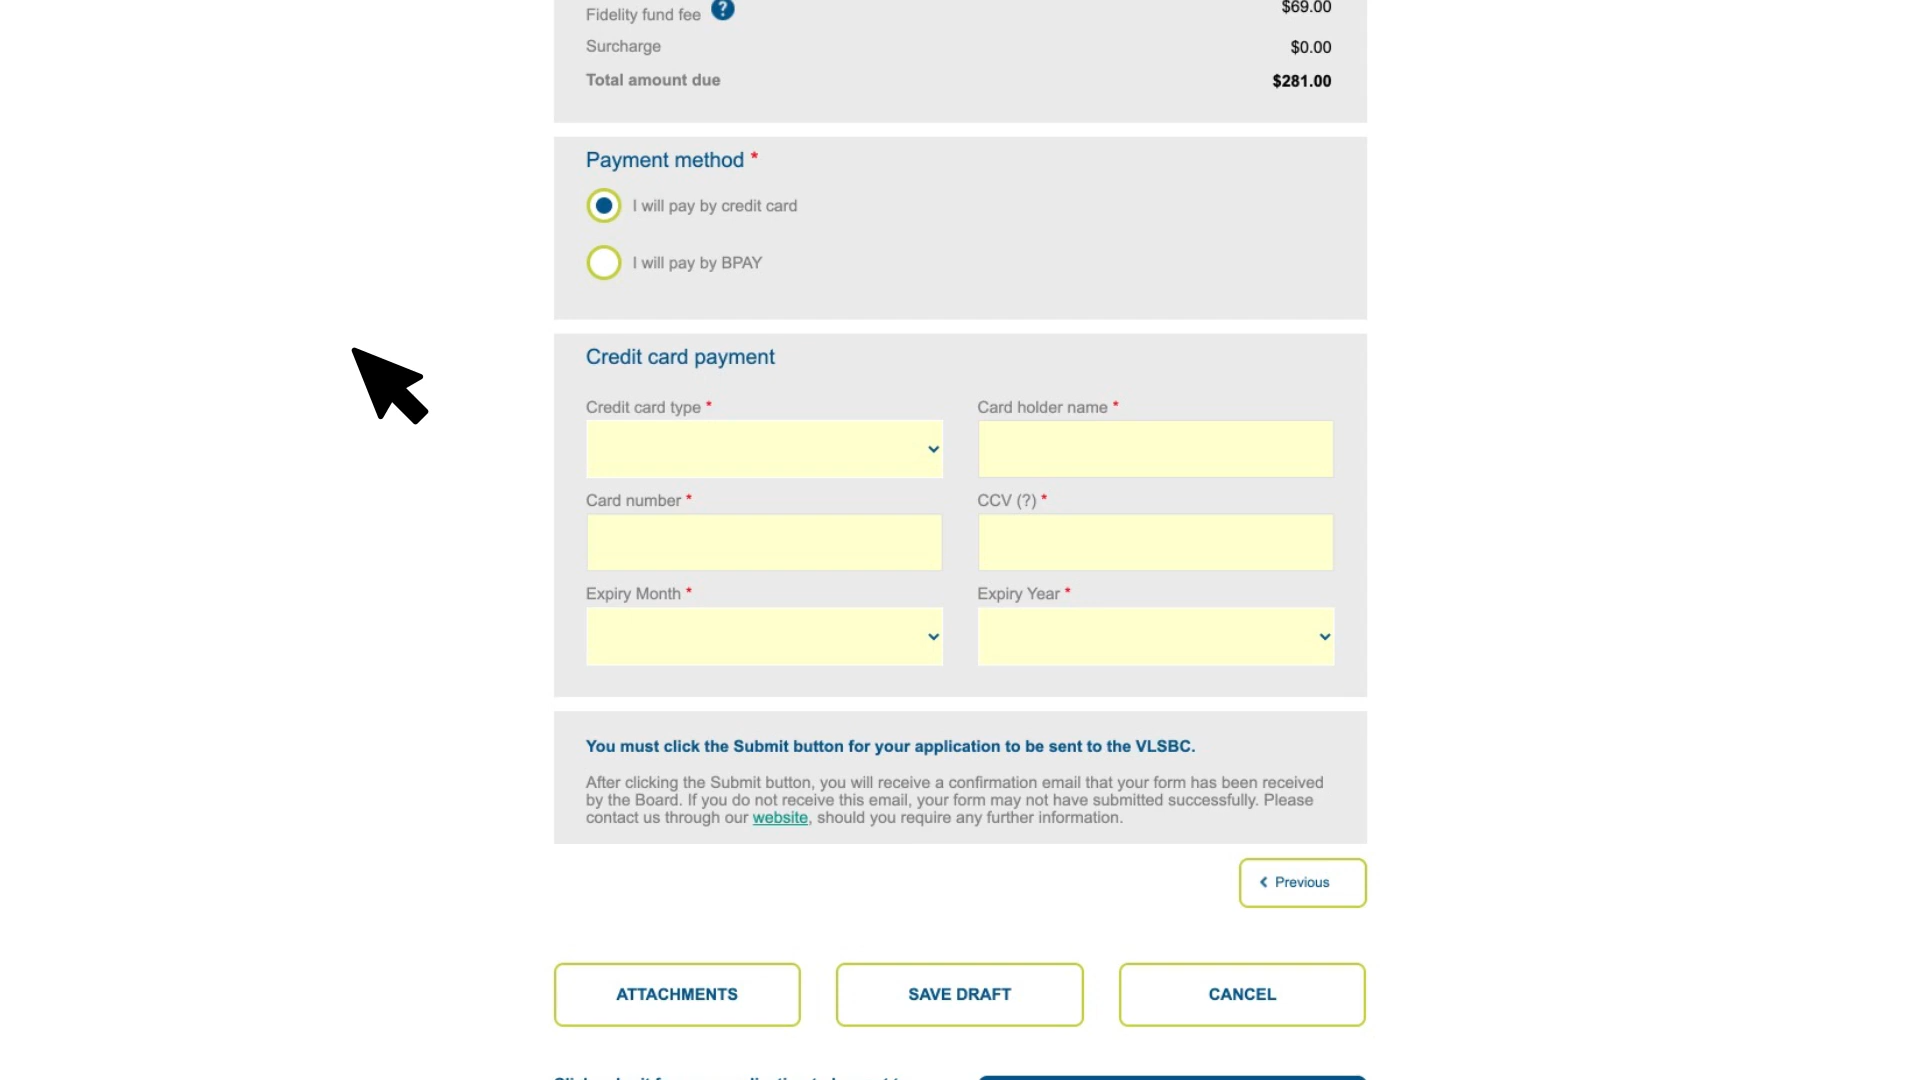 Fidelity fund fee ? $69.00
Surcharge $0.00
Total amount due $281.00
Payment method *
I will pay by credit card
I will pay by BPAY
Credit card payment
Credit card type * Card holder name *
Card number * CCV (?) *
Expiry Month * Expiry Year *
You must click the Submit button for your application to be sent to the VLSBC.
After clicking the Submit button, you will receive a confirmation email that your form has been received
by the Board. If you do not receive this email, your form may not have submitted successfully. Please
contact us through our website, should you require any further information.
Previous
ATTACHMENTS SAVE DRAFT CANCEL